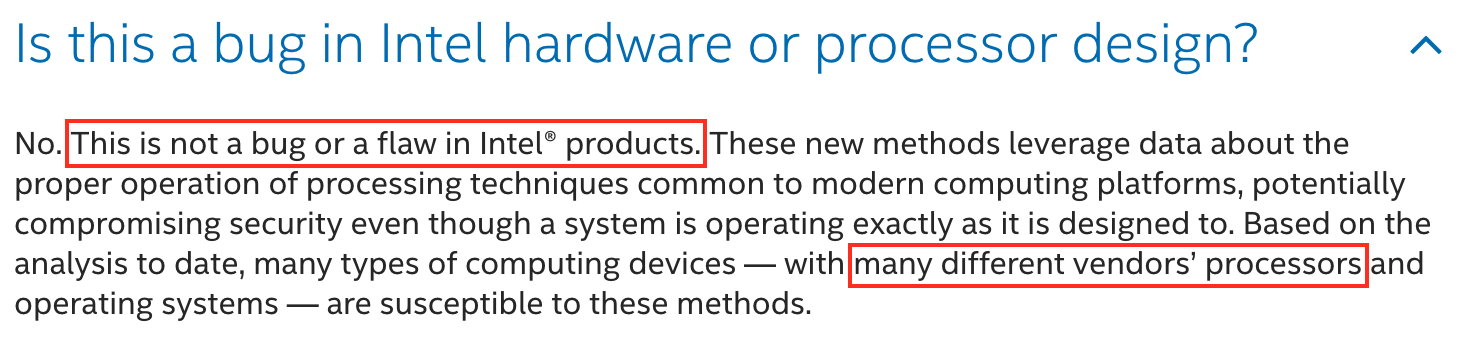 Is this a bug in Intel hardware or processor design?
No. This is not a bug or a flaw in Intel® products. These new methods leverage data about the
proper operation of processing techniques common to modern computing platforms, potentially
compromising security even though a system is operating exactly as it is designed to. Based on the
analysis to date, many types of computing devices — with many different vendors’ processors and
operating systems — are susceptible to these methods.